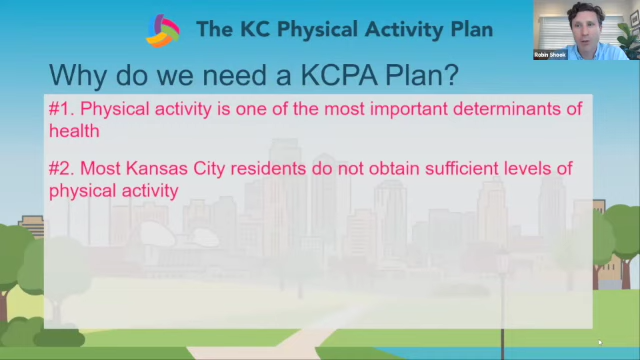 The KC Physical Activity Plan
Robin Shook
Why do we need a KCPA Plan?
#1. Physical activity is one of the most important determinants of
health
#2. Most Kansas City residents do not obtain sufficient levels of
physical activity